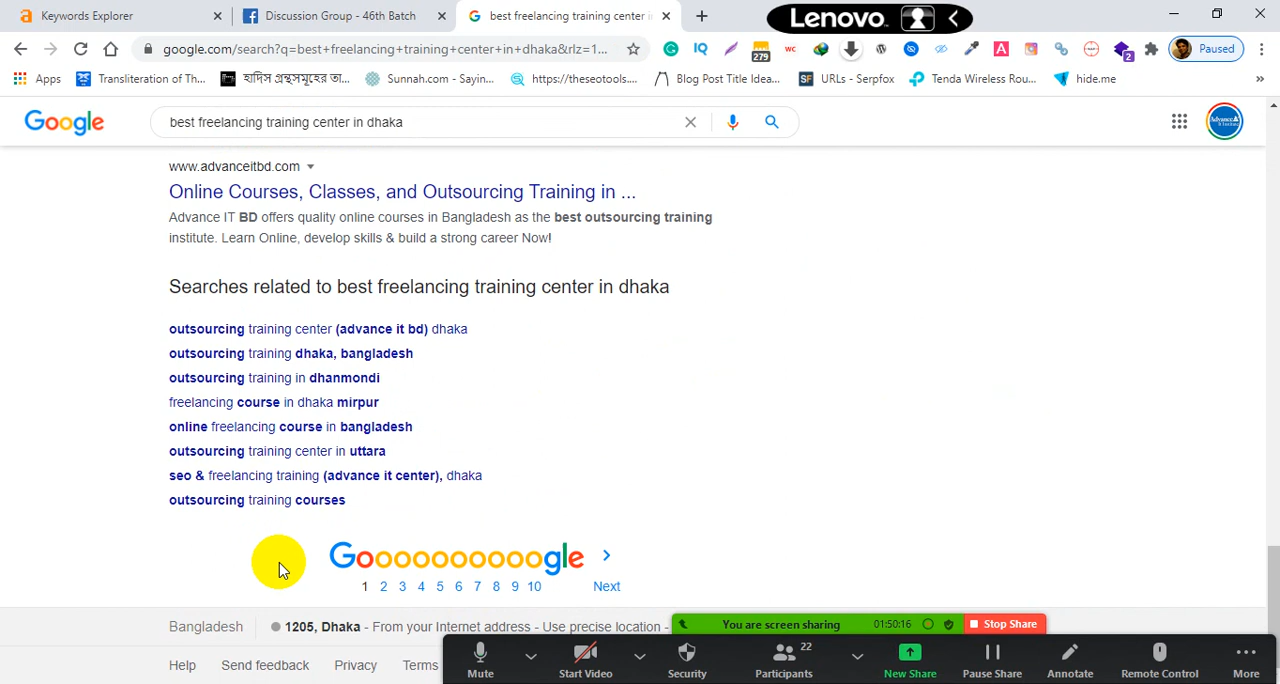 Keywords Explorer
Discussion Group - 46th Batch
best freelancing training center in
Lenovo
google.com/search?q=best+freelancing+training+center+in+dhaka&rlz=1...
IQ
279
wc
A
2
Paused
Apps
Transliteration of Th...
হাদিস গ্রন্থসমূহের তা...
Sunnah.com - Sayin...
https://theseotools....
Blog Post Title Idea...
SF
URLs - Serpfox
Tenda Wireless Rou...
hide.me
»
Google
best freelancing training center in dhaka
www.advanceitbd.com
Online Courses, Classes, and Outsourcing Training in ...
Advance IT BD offers quality online courses in Bangladesh as the best outsourcing training
institute. Learn Online, develop skills & build a strong career Now!
Searches related to best freelancing training center in dhaka
outsourcing training center (advance it bd) dhaka
outsourcing training dhaka, bangladesh
outsourcing training in dhanmondi
freelancing course in dhaka mirpur
online freelancing course in bangladesh
outsourcing training center in uttara
seo & freelancing training (advance it center), dhaka
outsourcing training courses
Goooooooooogle
1 2 3 4 5 6 7 8 9 10 Next
Bangladesh
1205, Dhaka - From your Internet address - Use precise location -
You are screen sharing
01:50:16
Stop Share
Help Send feedback Privacy Terms
22
Mute
Start Video
Security
Participants
New Share
Pause Share
Annotate
Remote Control
More